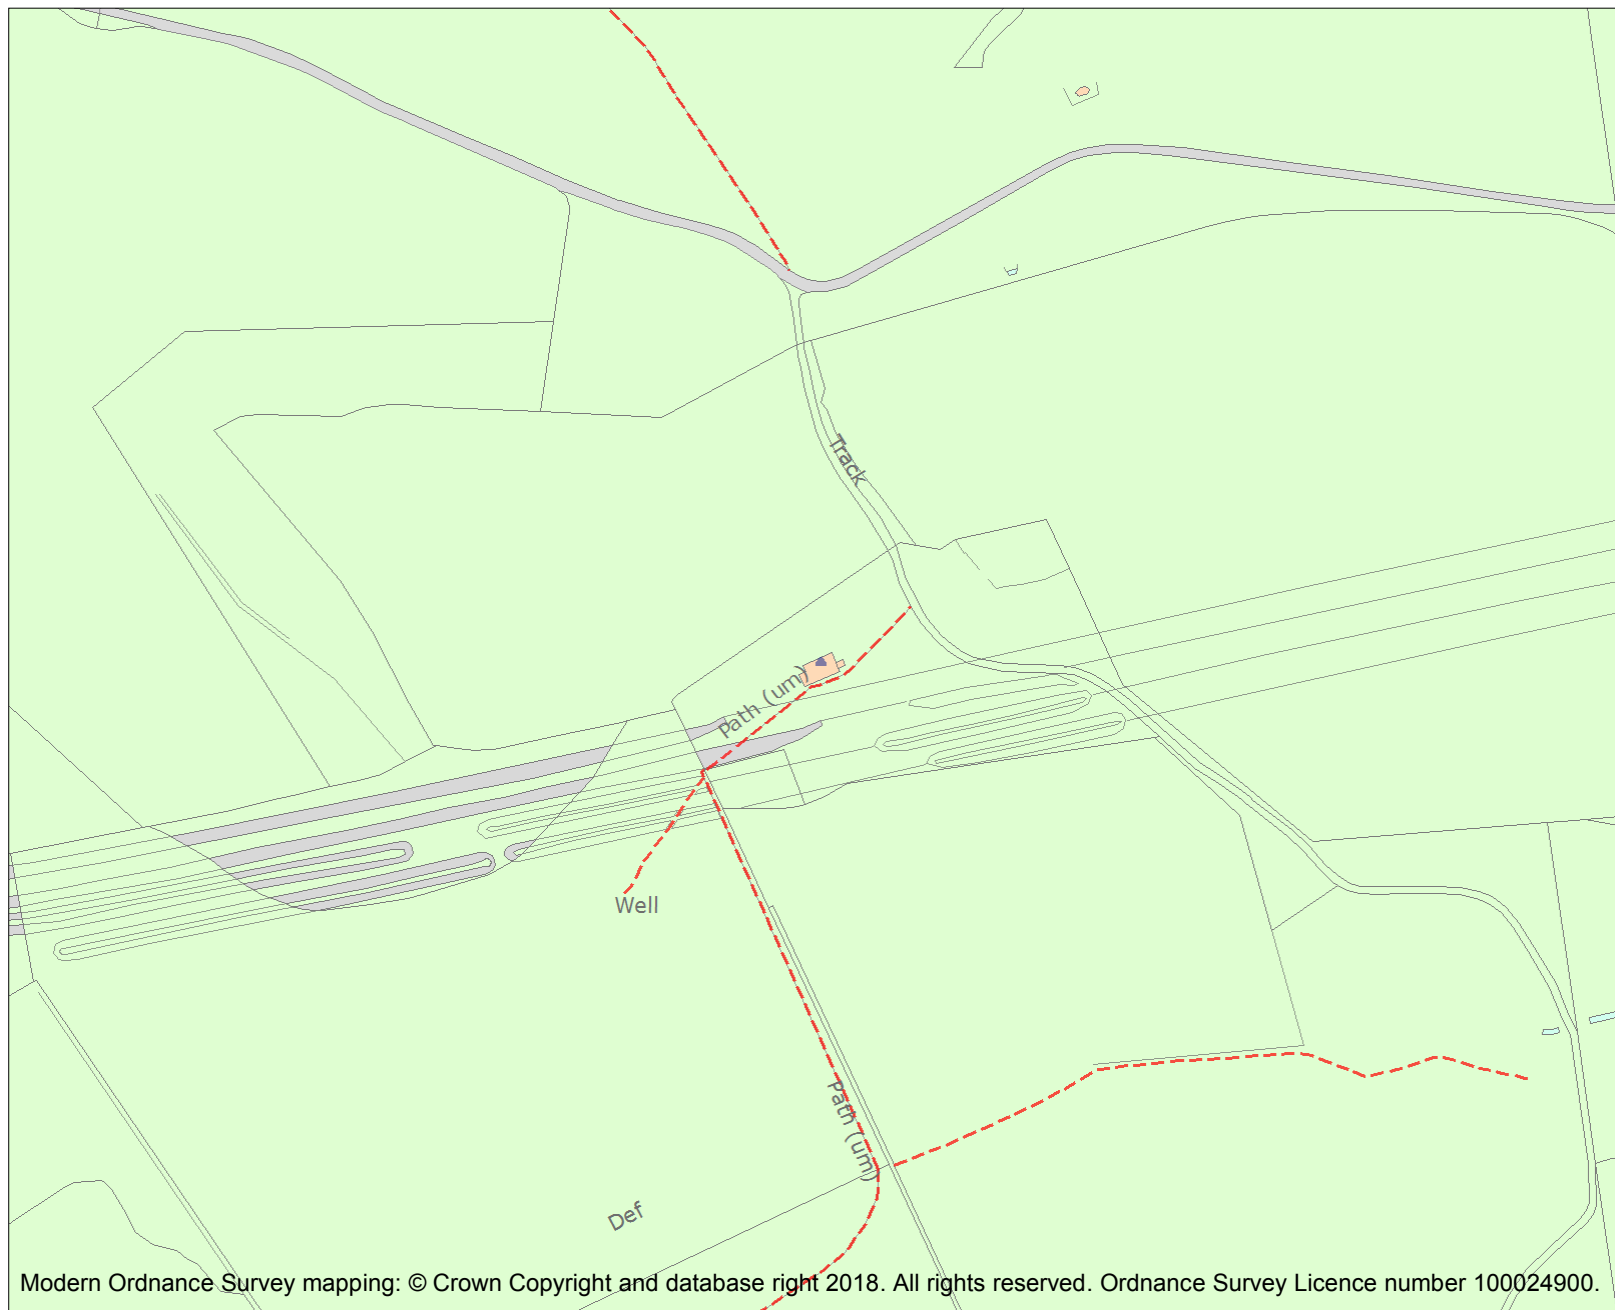 Track
Path (um)
Well
Path (um)
Def
Modern Ordnance Survey mapping: © Crown Copyright and database right 2018. All rights reserved. Ordnance Survey Licence number 100024900.